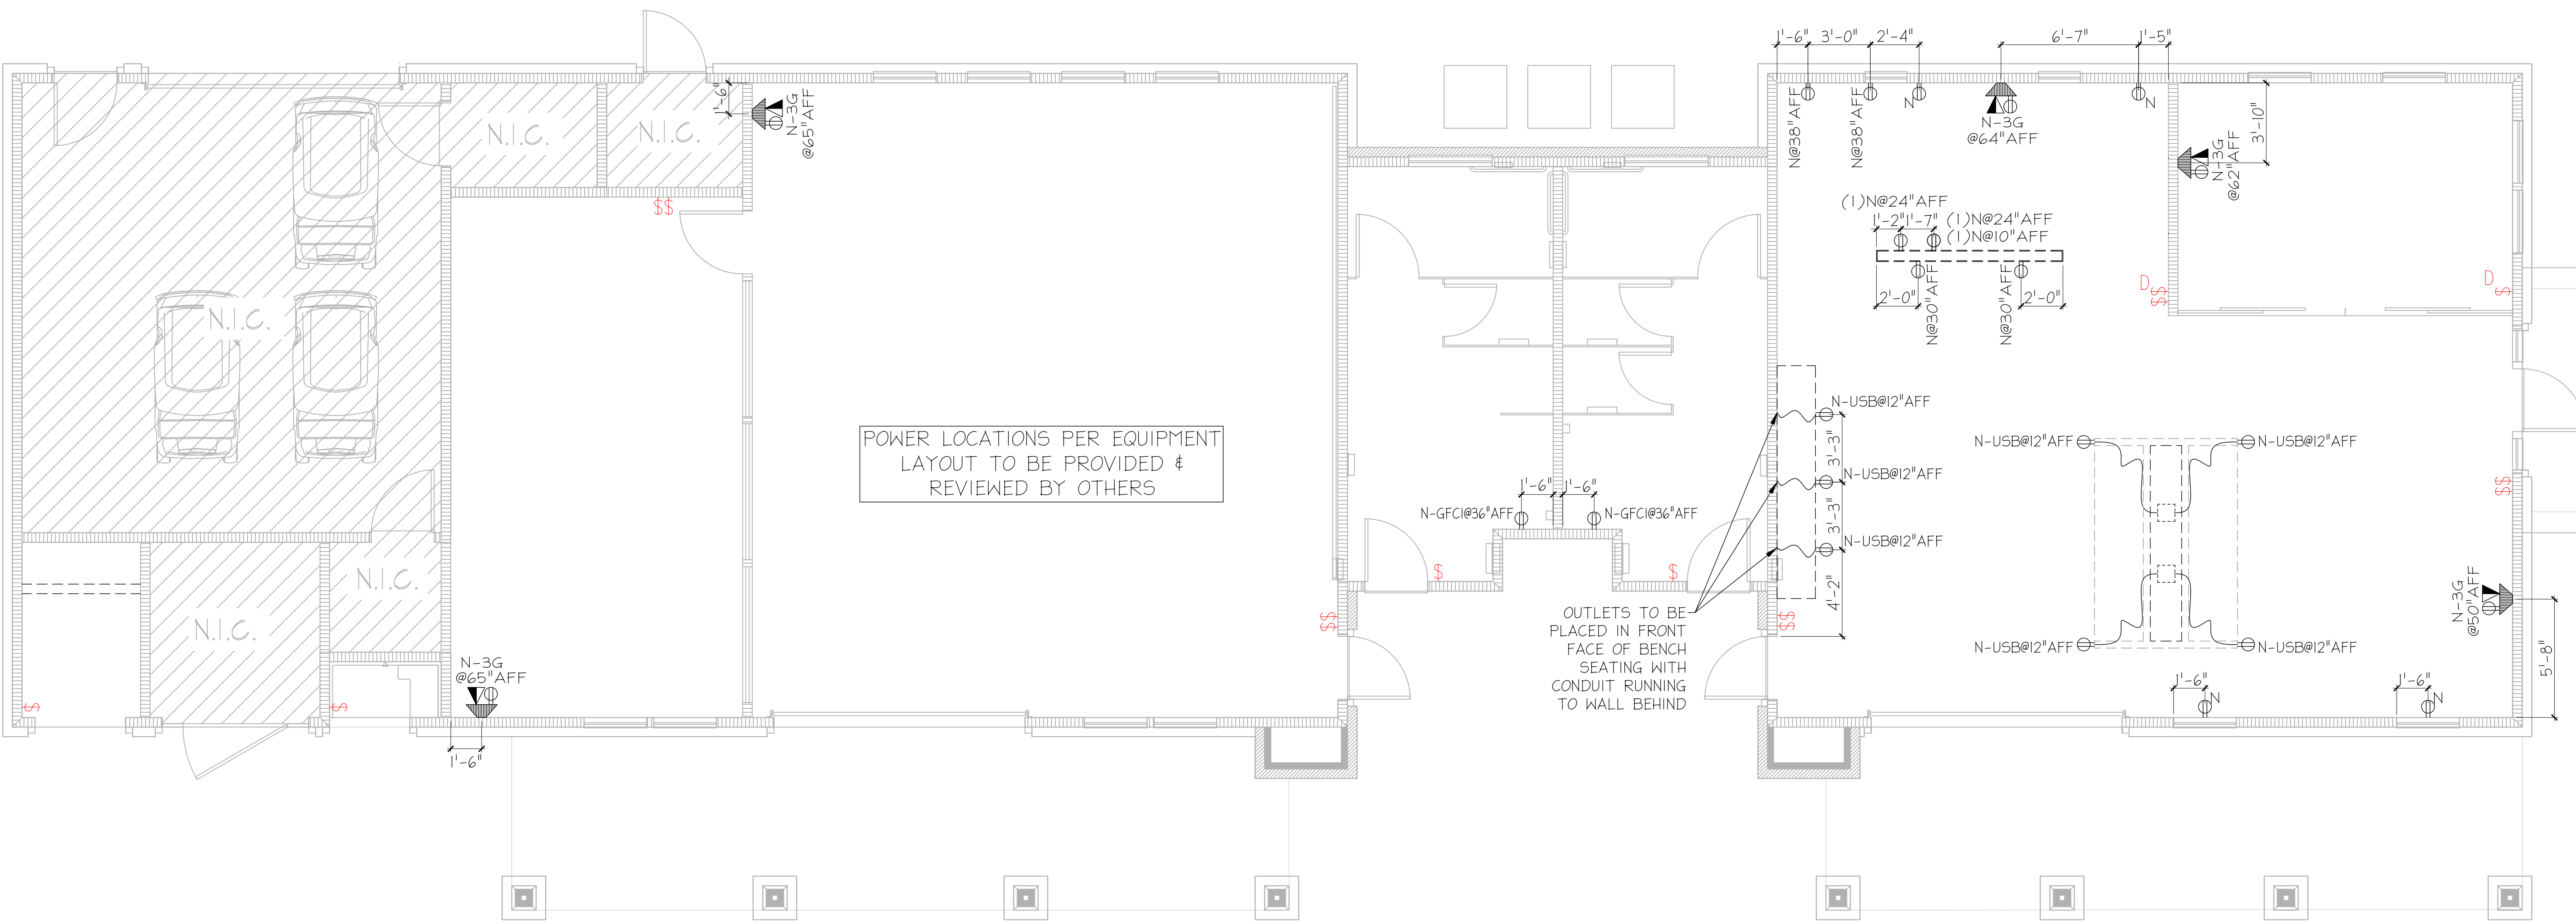 1'-6"
3'-0"
2'-4"
6'-7"
1'-5"
1'-6"
N-3G
@65"AFF
N.I.C.
N.I.C.
N@38"AFF
N@38"AFF
N
N-3G
@64"AFF
N
N-3G
@62"AFF
3'-10"
$$
(1)N@24"AFF
1'-2"
1'-7"
(1)N@24"AFF
(1)N@10"AFF
2'-0"
N@30"AFF
N@30"AFF
2'-0"
D
$$
D
$
N.I.C.
POWER LOCATIONS PER EQUIPMENT
LAYOUT TO BE PROVIDED &
REVIEWED BY OTHERS
N-USB@12"AFF
3'-3"
N-USB@12"AFF
3'-3"
N-USB@12"AFF
4'-2"
N-USB@12"AFF
N-USB@12"AFF
$$
1'-6"
1'-6"
N-GFCI@36"AFF
N-GFCI@36"AFF
N.I.C.
$
$
N.I.C.
$$
$$
OUTLETS TO BE
PLACED IN FRONT
FACE OF BENCH
SEATING WITH
CONDUIT RUNNING
TO WALL BEHIND
N-3G
@50"AFF
5'-8"
N-USB@12"AFF
N-USB@12"AFF
N-3G
@65"AFF
$
$
1'-6"
N
1'-6"
N
1'-6"